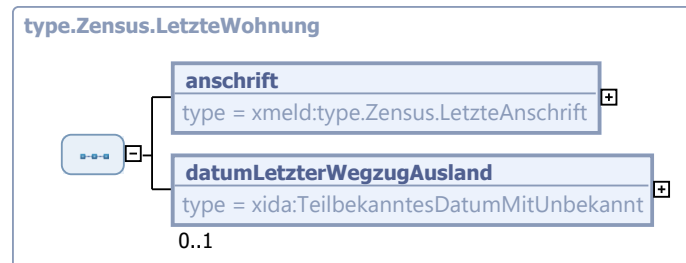 type.Zensus.LetzteWohnung
anschrift
type = xmeld:type.Zensus.LetzteAnschrift
datumLetzterWegzugAusland
type = xida:TeilbekanntesDatumMitUnbekannt
0..1